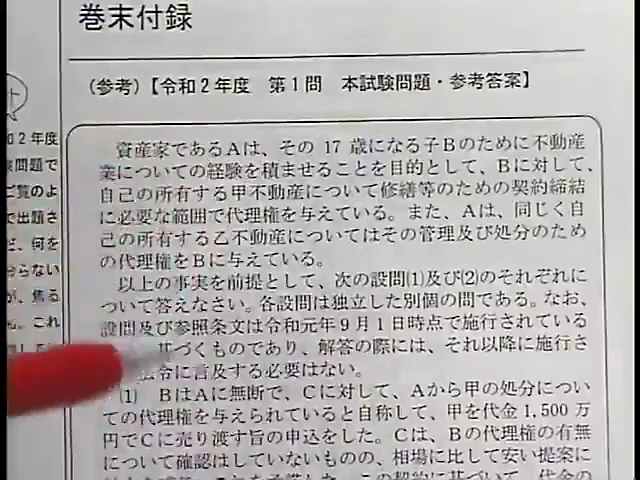 巻末付録
(参考)【令和2年度 第1問 本試験問題・参考答案】
資産家であるAは、その 17 歳になる子Bのために不動産
業についての経験を積ませることを目的として、Bに対して、
自己の所有する甲不動産について修繕等のための契約締結
に必要な範囲で代理権を与えている。また、Aは、同じく自
己の所有する乙不動産についてはその管理及び処分のため
の代理権をBに与えている。
以上の事実を前提として、次の設問(1)及び(2)のそれぞれに
ついて答えなさい。各設問は独立した別個の問である。なお、
設問及び参照条文は令和元年9月1日時点で施行されている
づくものであり、解答の際には、それ以降に施行さ
令に言及する必要はない。
(1) BはAに無断で、Cに対して、Aから甲の処分につい
ての代理権を与えられていると自称して、甲を代金 1,500 万
円でCに売り渡す旨の申込をした。Cは、Bの代理権の有無
について確認はしていないものの、相場に比して安い提案に
2年度
問題で
ご覧のよ
で出題さ
、何を
らない
、焦る
。これ